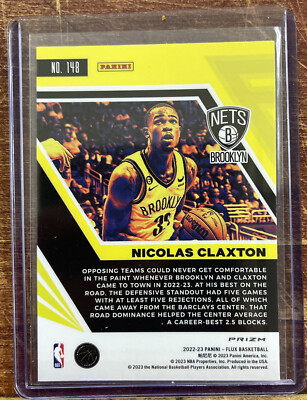 NO. 148
PANINI
NETS
B
BROOKLYN
BROOKLYN
33
NICOLAS CLAXTON
OPPOSING TEAMS COULD NEVER GET COMFORTABLE
IN THE PAINT WHENEVER BROOKLYN AND CLAXTON
CAME TO TOWN IN 2022-23. AT HIS BEST ON THE
ROAD, THE DEFENSIVE STANDOUT HAD FIVE GAMES
WITH AT LEAST FIVE REJECTIONS, ALL OF WHICH
CAME AWAY FROM THE BARCLAYS CENTER. THAT
ROAD DOMINANCE HELPED THE CENTER AVERAGE
A CAREER-BEST 2.5 BLOCKS.
PRIZM
2022-23 PANINI - FLUX BASKETBALL
帕尼尼 © 2023 Panini America, Inc.
© 2023 NBA Properties, Inc. Produced in the USA.
© 2023 the National Basketball Players Association. All rights reserved.
NBA